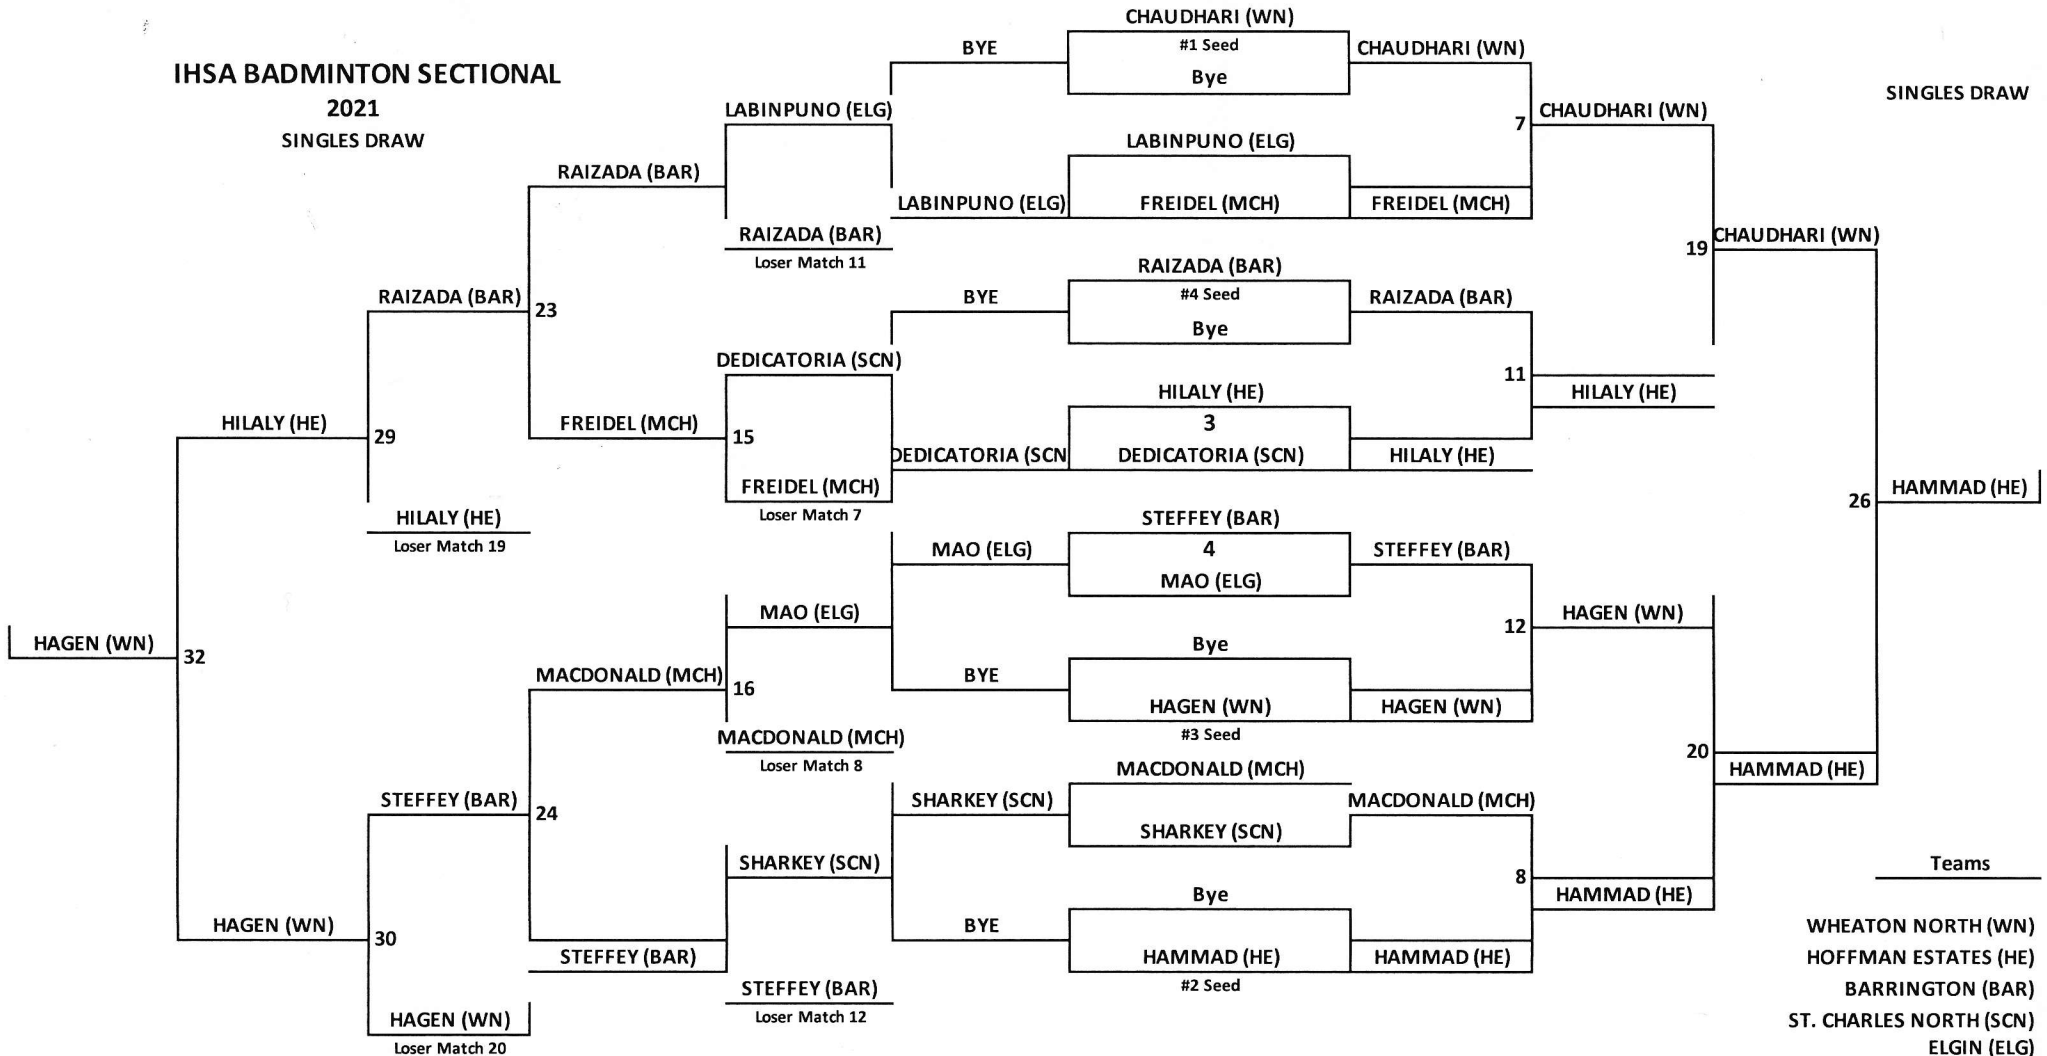 IHSA BADMINTON SECTIONAL
2021
SINGLES DRAW
SINGLES DRAW
HAGEN (WN)
32
HILALY (HE)
HAGEN (WN)
RAIZADA (BAR)
29
HILALY (HE)
Loser Match 19
STEFFEY (BAR)
30
HAGEN (WN)
Loser Match 20
RAIZADA (BAR)
23
FREIDEL (MCH)
MACDONALD (MCH)
24
STEFFEY (BAR)
LABINPUNO (ELG)
RAIZADA (BAR)
Loser Match 11
DEDICATORIA (SCN)
15
FREIDEL (MCH)
Loser Match 7
MAO (ELG)
16
MACDONALD (MCH)
Loser Match 8
SHARKEY (SCN)
STEFFEY (BAR)
Loser Match 12
BYE
LABINPUNO (ELG)
BYE
DEDICATORIA (SCN
MAO (ELG)
BYE
SHARKEY (SCN)
BYE
CHAUDHARI (WN)
#1 Seed
Bye
LABINPUNO (ELG)
FREIDEL (MCH)
RAIZADA (BAR)
#4 Seed
Bye
HILALY (HE)
3
DEDICATORIA (SCN)
STEFFEY (BAR)
4
MAO (ELG)
Bye
HAGEN (WN)
#3 Seed
MACDONALD (MCH)
SHARKEY (SCN)
Bye
HAMMAD (HE)
#2 Seed
CHAUDHARI (WN)
7
FREIDEL (MCH)
RAIZADA (BAR)
11
HILALY (HE)
STEFFEY (BAR)
12
HAGEN (WN)
MACDONALD (MCH)
8
HAMMAD (HE)
CHAUDHARI (WN)
19
HILALY (HE)
HAGEN (WN)
20
HAMMAD (HE)
CHAUDHARI (WN)
26
HAMMAD (HE)
HAMMAD (HE)
Teams
WHEATON NORTH (WN)
HOFFMAN ESTATES (HE)
BARRINGTON (BAR)
ST. CHARLES NORTH (SCN)
ELGIN (ELG)